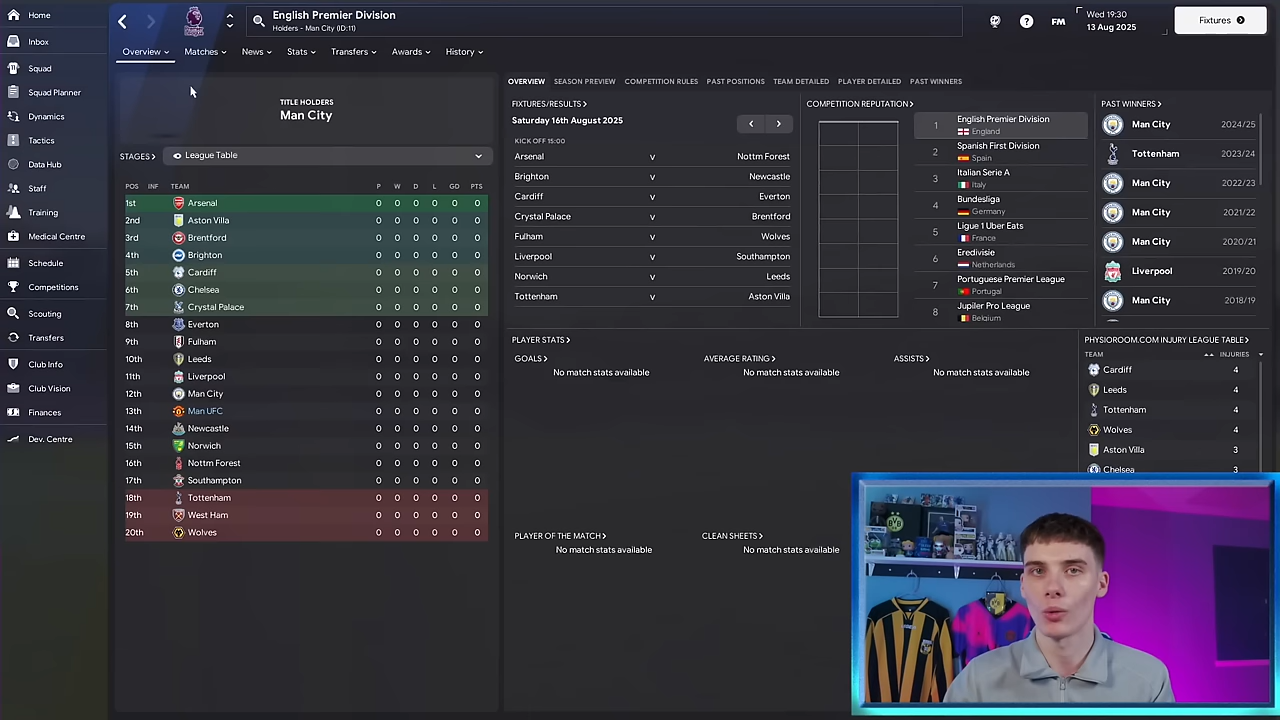 Home
Inbox
Squad
Squad Planner
Dynamics
Tactics
Data Hub
Staff
Training
Medical Centre
Schedule
Competitions
Scouting
Transfers
Club Info
Club Vision
Finances
Dev. Centre
English Premier Division
Holders - Man City (ID:11)
FM
Wed 19:30
13 Aug 2025
Fixtures
Overview Matches News Stats Transfers Awards History
TITLE HOLDERS
Man City
STAGES> League Table
POS INF TEAM P W D L GD PTS
1st Arsenal 0 0 0 0 0 0
2nd Aston Villa 0 0 0 0 0 0
3rd Brentford 0 0 0 0 0 0
4th Brighton 0 0 0 0 0 0
5th Cardiff 0 0 0 0 0 0
6th Chelsea 0 0 0 0 0 0
7th Crystal Palace 0 0 0 0 0 0
8th Everton 0 0 0 0 0 0
9th Fulham 0 0 0 0 0 0
10th Leeds 0 0 0 0 0 0
11th Liverpool 0 0 0 0 0 0
12th Man City 0 0 0 0 0 0
13th Man UFC 0 0 0 0 0 0
14th Newcastle 0 0 0 0 0 0
15th Norwich 0 0 0 0 0 0
16th Nottm Forest 0 0 0 0 0 0
17th Southampton 0 0 0 0 0 0
18th Tottenham 0 0 0 0 0 0
19th West Ham 0 0 0 0 0 0
20th Wolves 0 0 0 0 0 0
OVERVIEW SEASON PREVIEW COMPETITION RULES PAST POSITIONS TEAM DETAILED PLAYER DETAILED PAST WINNERS
FIXTURES/RESULTS>
Saturday 16th August 2025
KICK OFF 15:00
Arsenal v Nottm Forest
Brighton v Newcastle
Cardiff v Everton
Crystal Palace v Brentford
Fulham v Wolves
Liverpool v Southampton
Norwich v Leeds
Tottenham v Aston Villa
COMPETITION REPUTATION>
1 English Premier Division
England
2 Spanish First Division
Spain
3 Italian Serie A
Italy
4 Bundesliga
Germany
5 Ligue 1 Uber Eats
France
6 Eredivisie
Netherlands
7 Portuguese Premier League
Portugal
8 Jupiler Pro League
Belgium
PAST WINNERS>
Man City 2024/25
Tottenham 2023/24
Man City 2022/23
Man City 2021/22
Man City 2020/21
Liverpool 2019/20
Man City 2018/19
PLAYER STATS>
GOALS>
No match stats available
AVERAGE RATING>
No match stats available
ASSISTS>
No match stats available
PLAYER OF THE MATCH>
No match stats available
CLEAN SHEETS>
No match stats available
PHYSIOROOM.COM INJURY LEAGUE TABLE>
TEAM INJURIES
Cardiff 4
Leeds 4
Tottenham 4
Wolves 4
Aston Villa 3
Chelsea 3
BVB
09